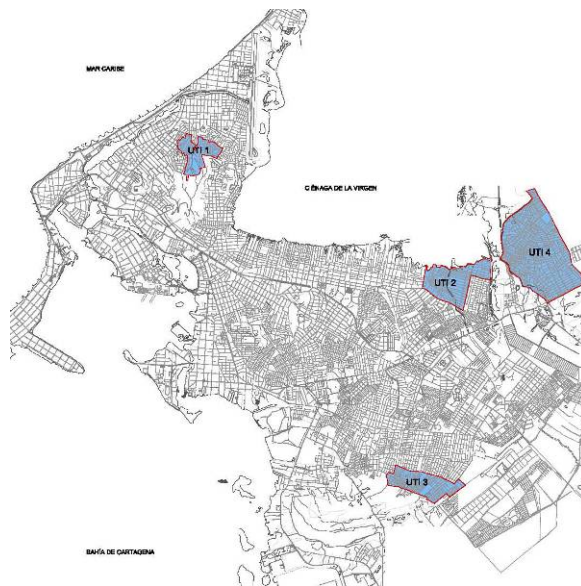 MAR CARIBE
UTI 1
CIÉNAGA DE LA VIRGEN
UTI 4
UTI 2
UTI 3
BAHÍA DE CARTAGENA